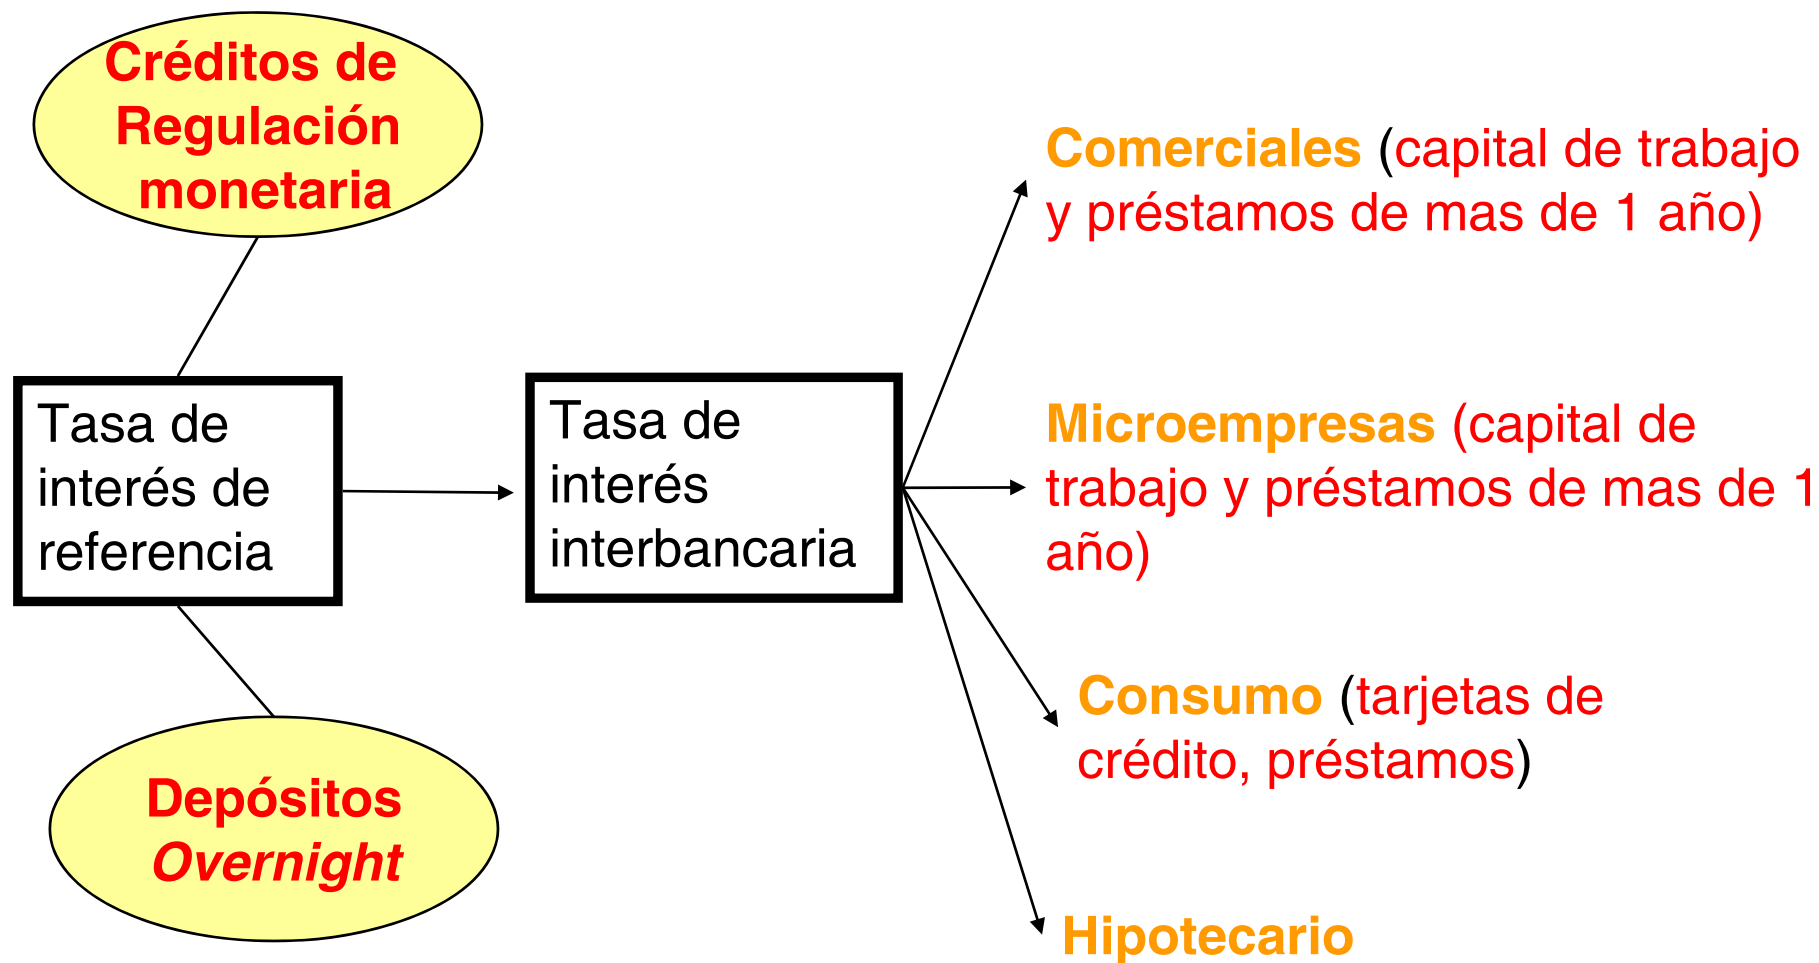 Créditos de
Regulación
monetaria
Tasa de
interés de
referencia
Depósitos
Overnight
Tasa de
interés
interbancaria
Comerciales (capital de trabajo
y préstamos de mas de 1 año)
Microempresas (capital de
trabajo y préstamos de mas de 1
año)
Consumo (tarjetas de
crédito, préstamos)
Hipotecario